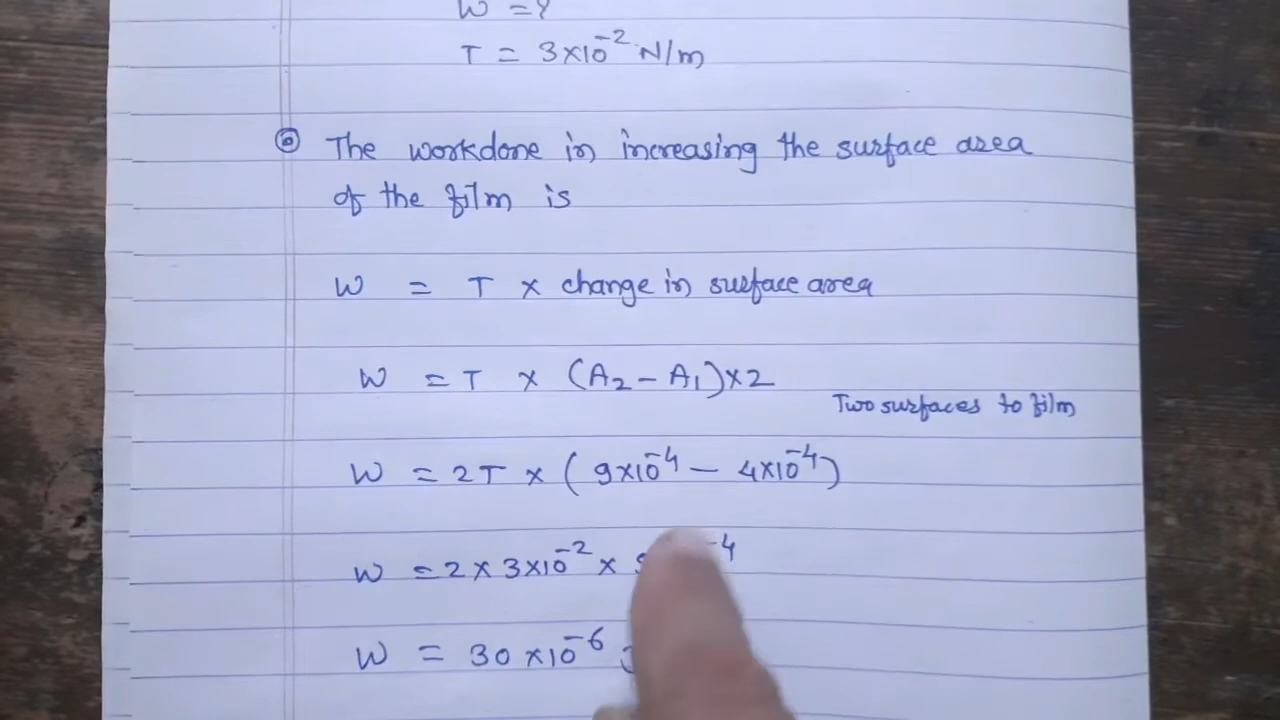 W = ?
T = 3×10⁻² N/m
ⓐ The workdone in increasing the surface area
of the film is
W = T × change in surface area
W = T × (A₂ – A₁)×2
Two surfaces to film
W = 2T × (9×10⁻⁴ – 4×10⁻⁴)
W = 2 × 3×10⁻² × ⁻⁴
W = 30 ×10⁻⁶